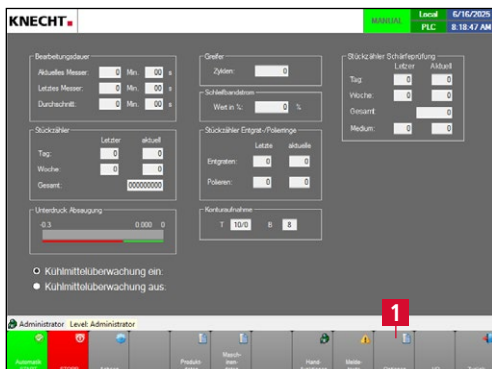 KNECHT
MANUAL
Local
PLC
6/16/2025
8:18:47 AM
Bearbeitungsdauer
Aktuelles Messer: 0 Min. 00 s
Letztes Messer: 0 Min. 00 s
Durchschnitt: 0 Min. 00 s
Stückzähler
Letzter aktuell
Tag: 0 0
Woche: 0 0
Gesamt: 000000000
Unterdruck Absaugung
-0.3 0.000 0
Greifer
Zyklen: 0
Schleifbandstrom
Wert in %: 0 %
Stückzähler Entgrat-/Polierringe
Letzte aktuelle
Entgraten: 0 0
Polieren: 0 0
Konturaufnahme
T 10/0 B 8
Stückzähler Schärfeprüfung
Letzer Aktuell
Tag: 0 0
Woche: 0 0
Gesamt: 0
Medium: 0 0
Kühlmittelüberwachung ein:
Kühlmittelüberwachung aus:
Administrator Level: Administrator
1
Automatik
Produkt-
Masch-
inen-
Hand-
Melde-